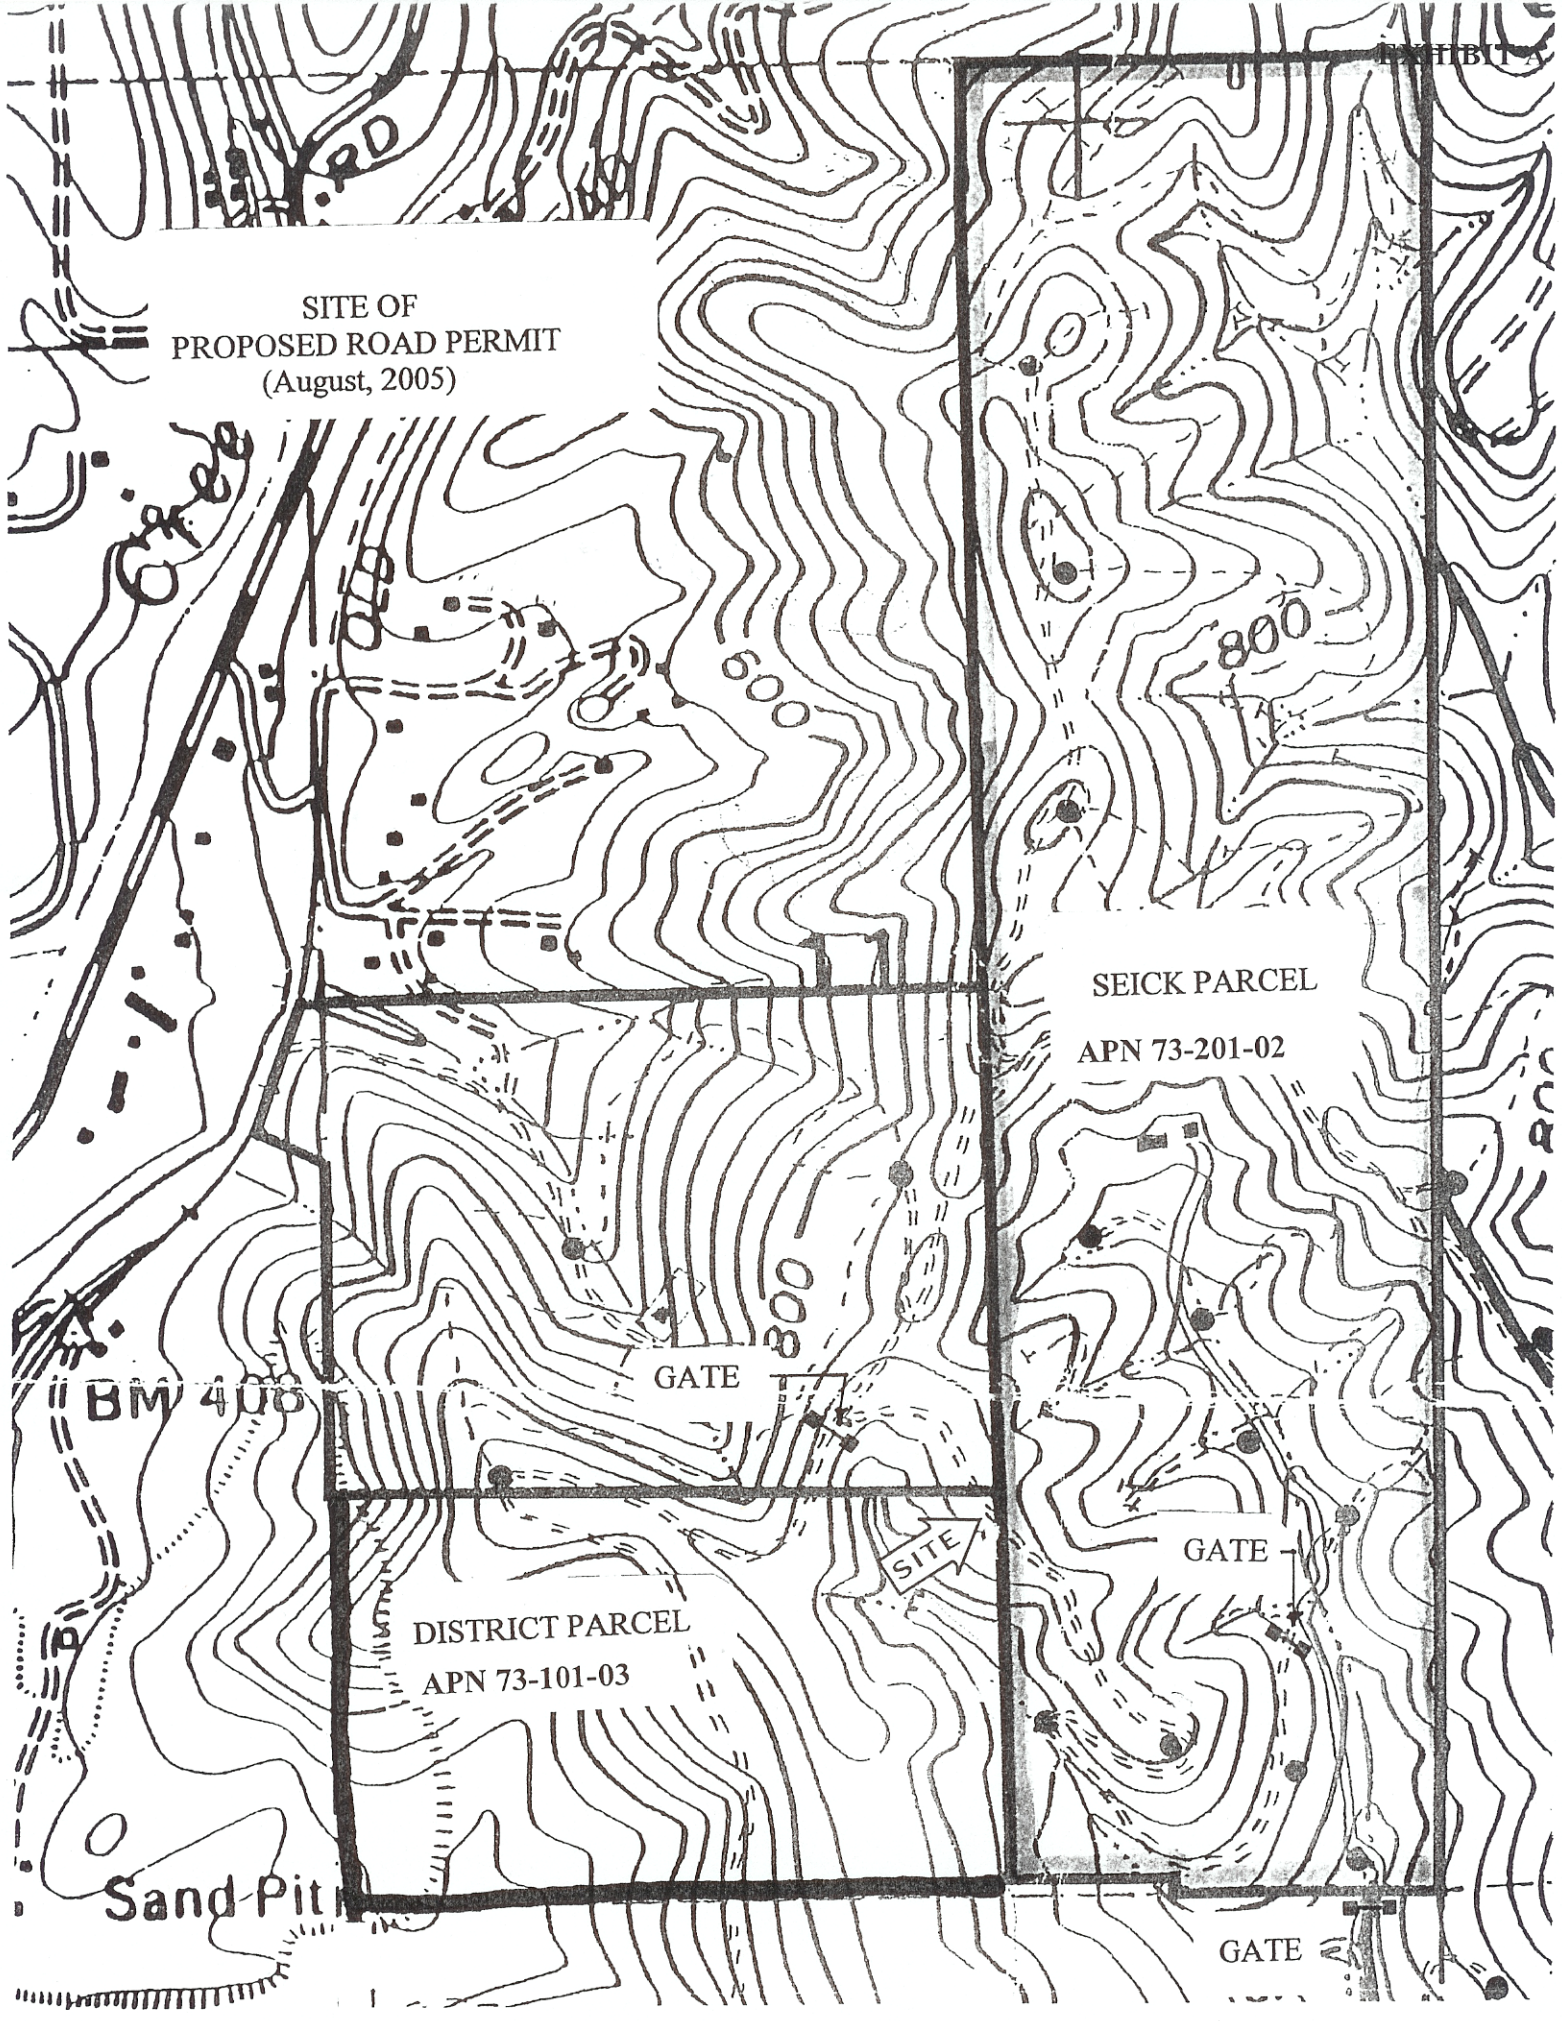 EXHIBIT A
RD
SITE OF
PROPOSED ROAD PERMIT
(August, 2005)
Creek
600
800
SEICK PARCEL
APN 73-201-02
800
800
GATE
BM 408
SITE
GATE
DISTRICT PARCEL
APN 73-101-03
Sand Pit
GATE